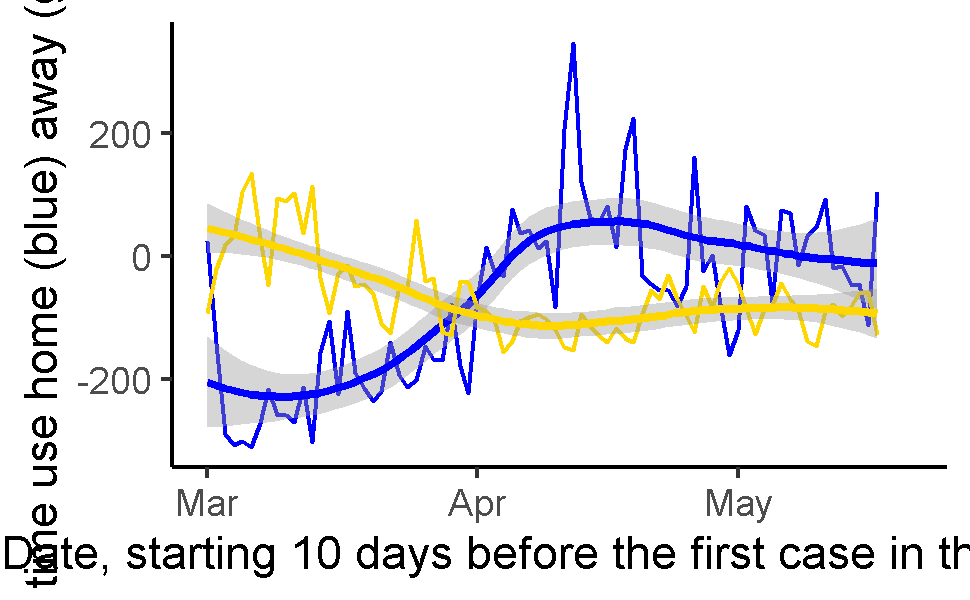 time use home (blue) away (
200
0
-200
Mar Apr May
Date, starting 10 days before the first case in th